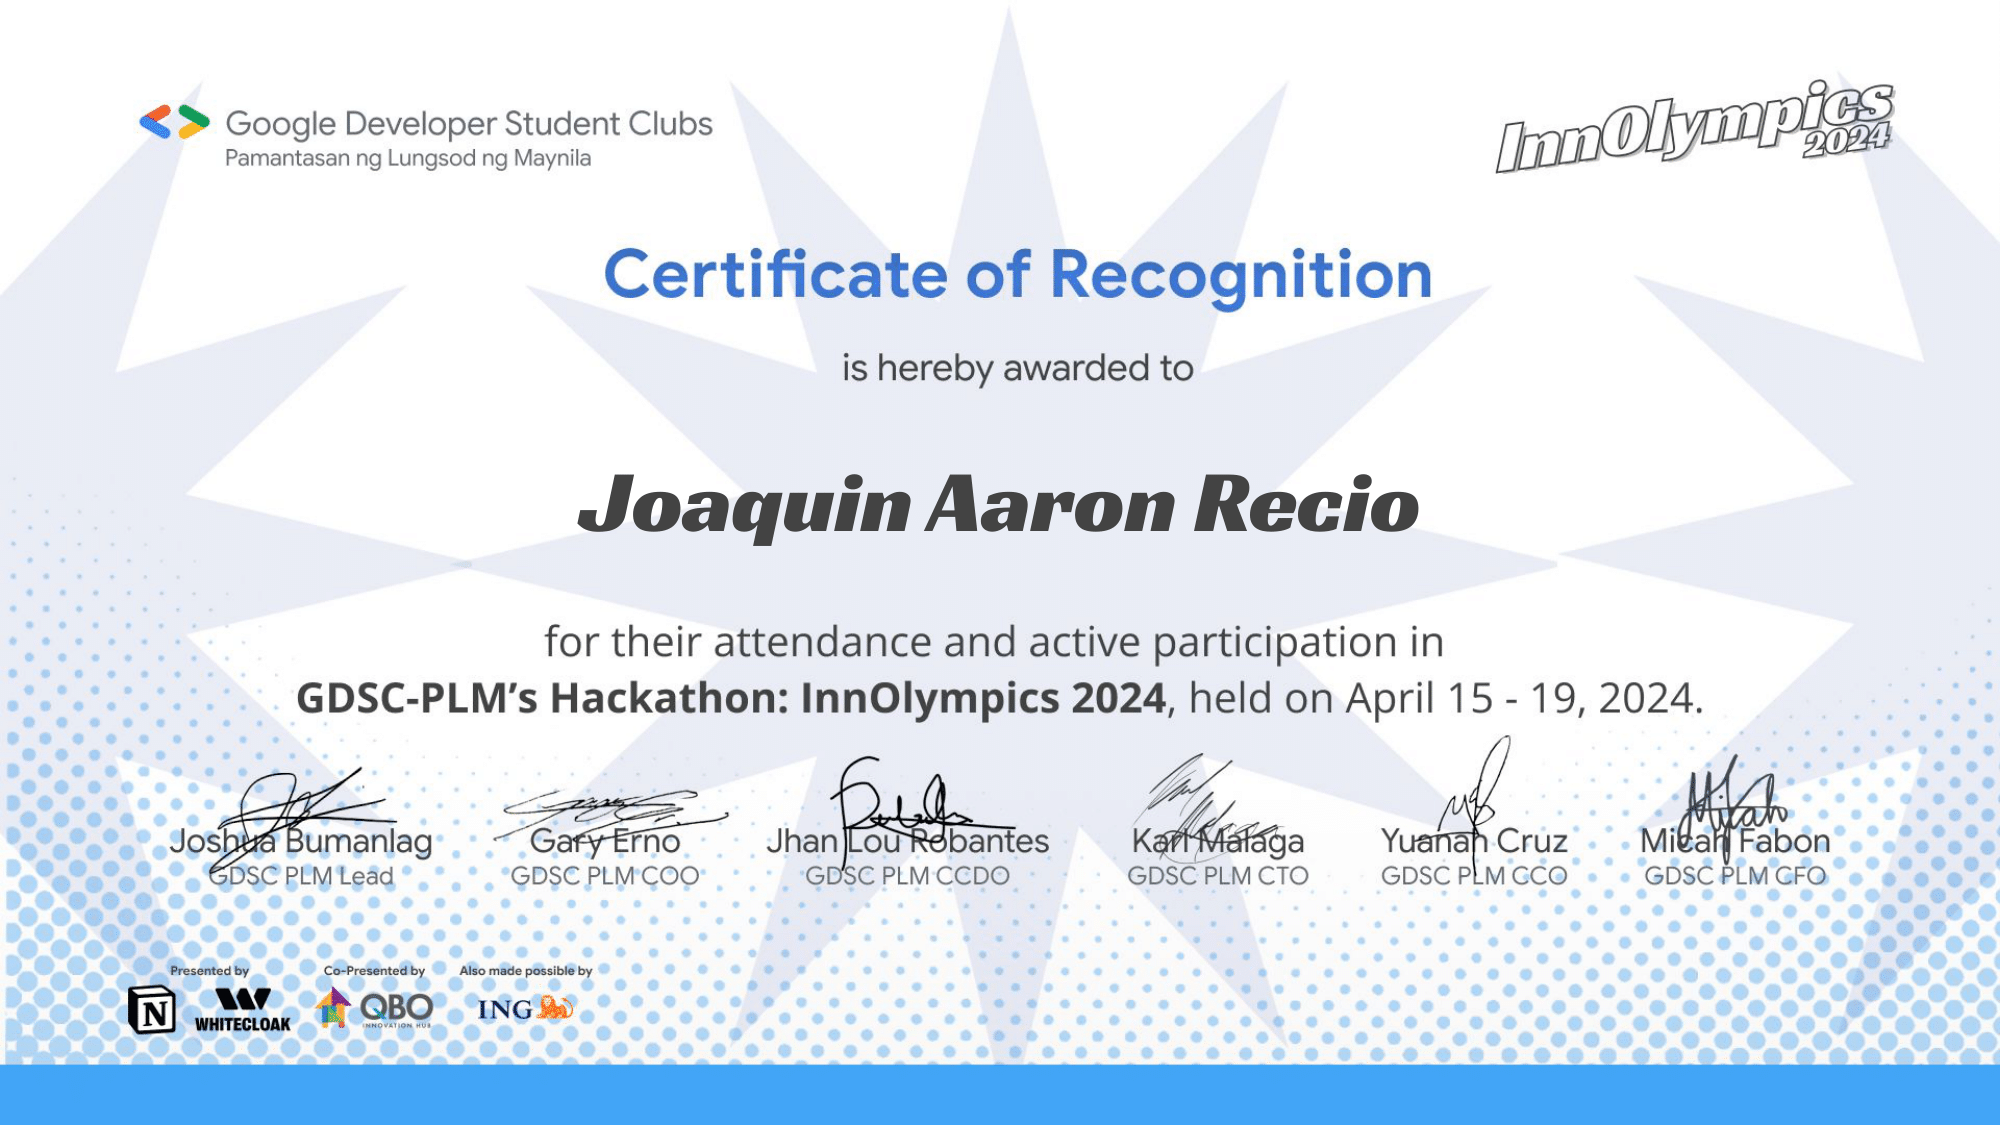 Google Developer Student Clubs
Pamantasan ng Lungsod ng Maynila
InnOlympics
2024
Certificate of Recognition
is hereby awarded to
Joaquin Aaron Recio
for their attendance and active participation in
GDSC-PLM’s Hackathon: InnOlympics 2024, held on April 15 - 19, 2024.
Joshua Bumanlag
GDSC PLM Lead
Gary Erno
GDSC PLM COO
Jhan Lou Robantes
GDSC PLM CCDO
Karl Malaga
GDSC PLM CTO
Yuanah Cruz
GDSC PLM CCO
Micah Fabon
GDSC PLM CFO
Presented by
N
WHITECLOAK
Co-Presented by
QBO
INNOVATION HUB
Also made possible by
ING